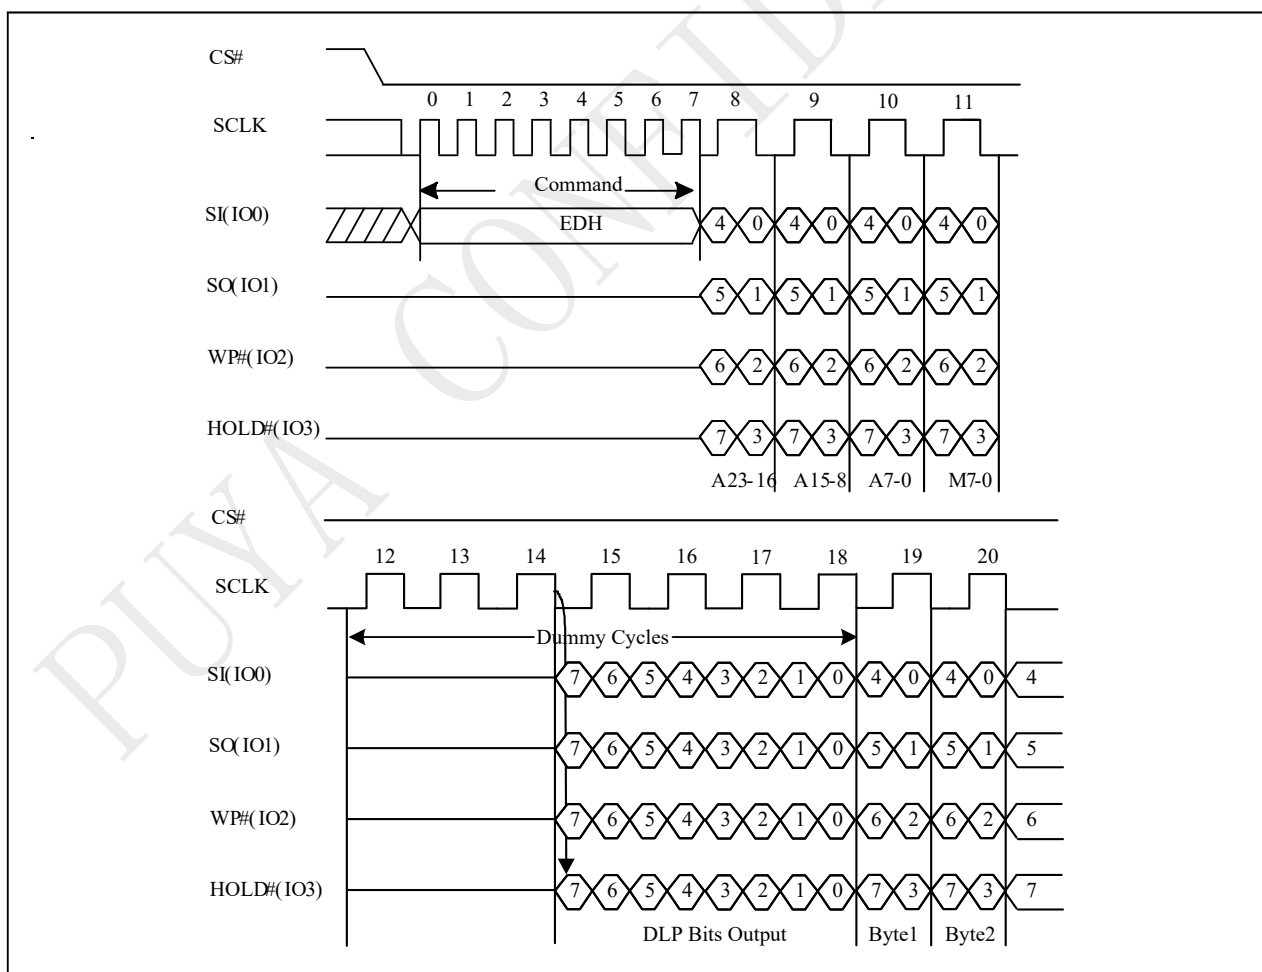 CS#
0 1 2 3 4 5 6 7 8 9 10 11
SCLK
Command
SI(IO0) EDH 4 0 4 0 4 0 4 0
SO(IO1) 5 1 5 1 5 1 5 1
WP#(IO2) 6 2 6 2 6 2 6 2
HOLD#(IO3) 7 3 7 3 7 3 7 3
A23-16 A15-8 A7-0 M7-0
CS#
12 13 14 15 16 17 18 19 20
SCLK
Dummy Cycles
SI(IO0) 7 6 5 4 3 2 1 0 4 0 4 0 4
SO(IO1) 7 6 5 4 3 2 1 0 5 1 5 1 5
WP#(IO2) 7 6 5 4 3 2 1 0 6 2 6 2 6
HOLD#(IO3) 7 6 5 4 3 2 1 0 7 3 7 3 7
DLP Bits Output Byte1 Byte2
PUYA CONFID